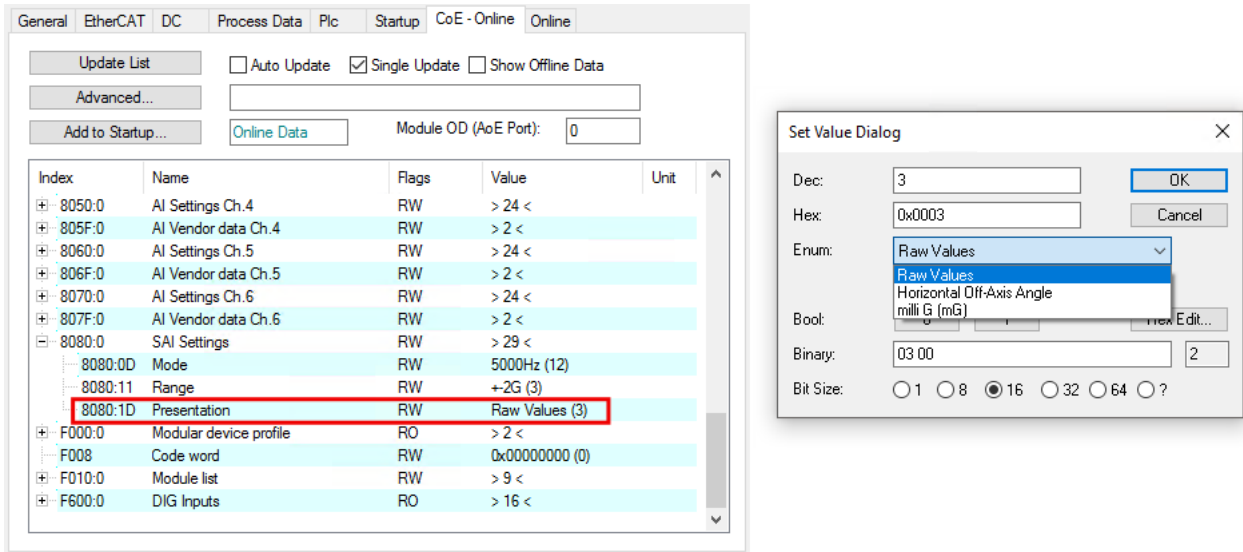 General EtherCAT DC Process Data Plc Startup CoE - Online Online
Update List Auto Update Single Update Show Offline Data
Advanced...
Add to Startup... Online Data Module OD (AoE Port): 0
Index Name Flags Value Unit
8050:0 AI Settings Ch.4 RW > 24 <
805F:0 AI Vendor data Ch.4 RW > 2 <
8060:0 AI Settings Ch.5 RW > 24 <
806F:0 AI Vendor data Ch.5 RW > 2 <
8070:0 AI Settings Ch.6 RW > 24 <
807F:0 AI Vendor data Ch.6 RW > 2 <
8080:0 SAI Settings RW > 29 <
8080:0D Mode RW 5000Hz (12)
8080:11 Range RW +-2G (3)
8080:1D Presentation RW Raw Values (3)
F000:0 Modular device profile RO > 2 <
F008 Code word RW 0x00000000 (0)
F010:0 Module list RW > 9 <
F600:0 DIG Inputs RO > 16 <
Set Value Dialog
Dec: 3 OK
Hex: 0x0003 Cancel
Enum: Raw Values
Raw Values
Horizontal Off-Axis Angle
milli G (mG)
Bool: Hex Edit...
Binary: 03 00 2
Bit Size: 1 8 16 32 64 ?